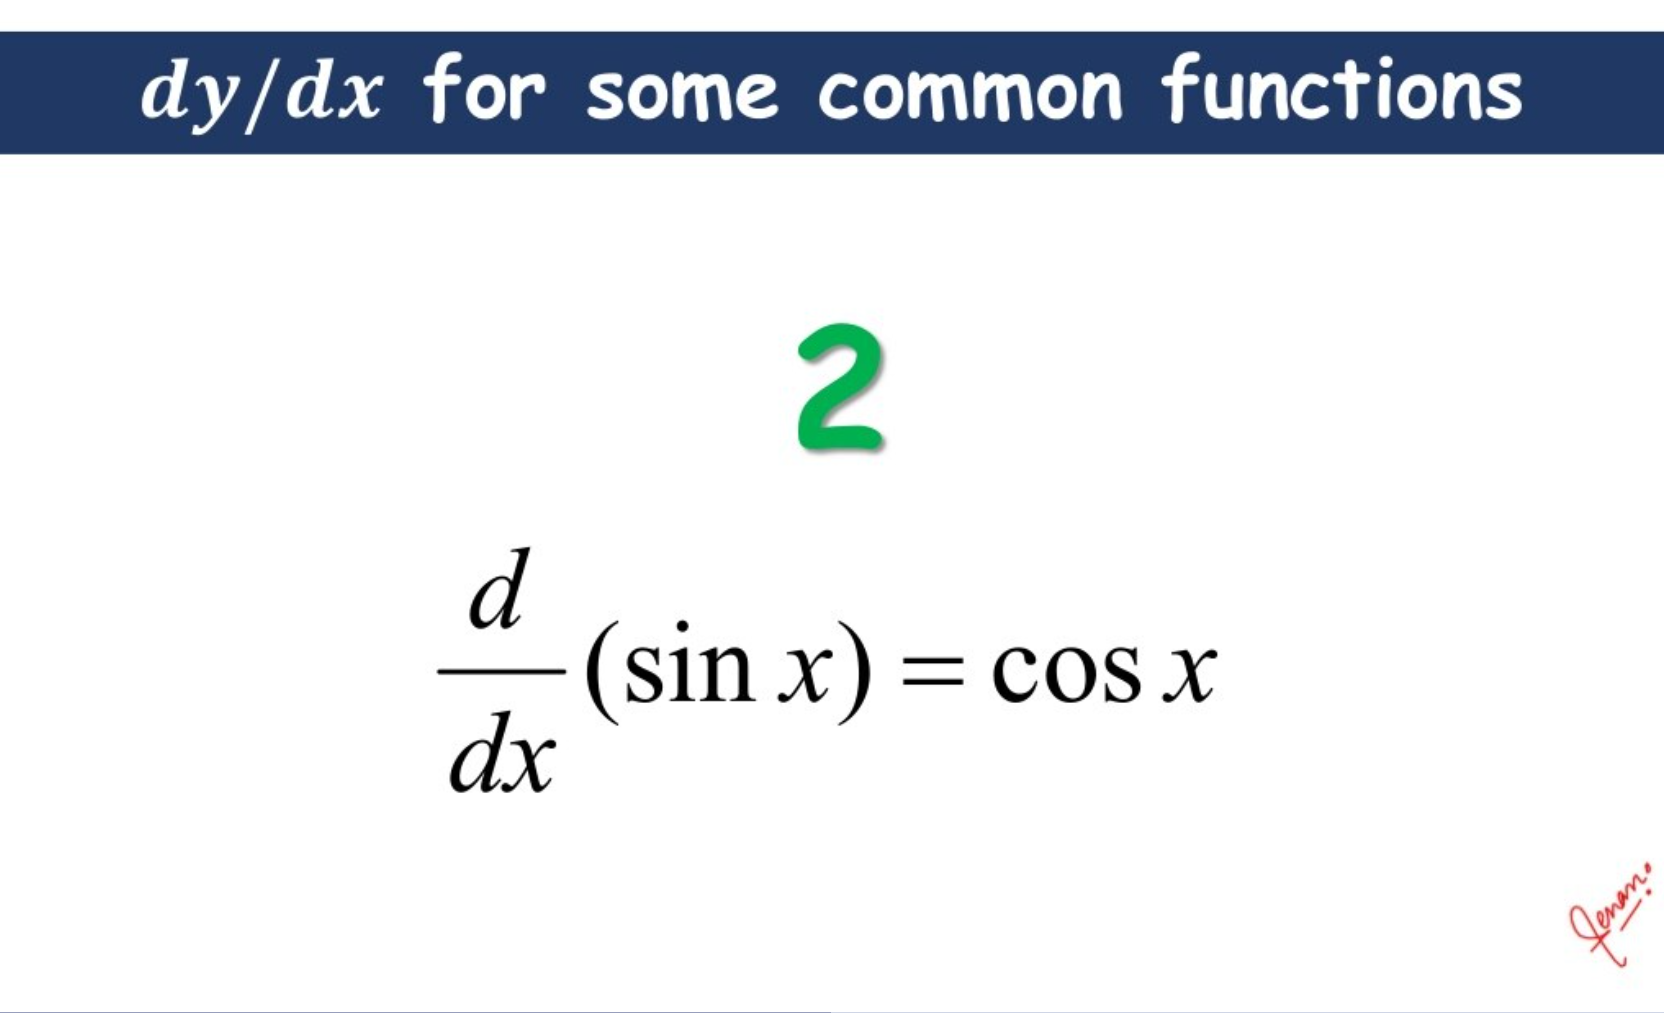 dy/dx for some common functions
2
d/dx (sin x) = cos x